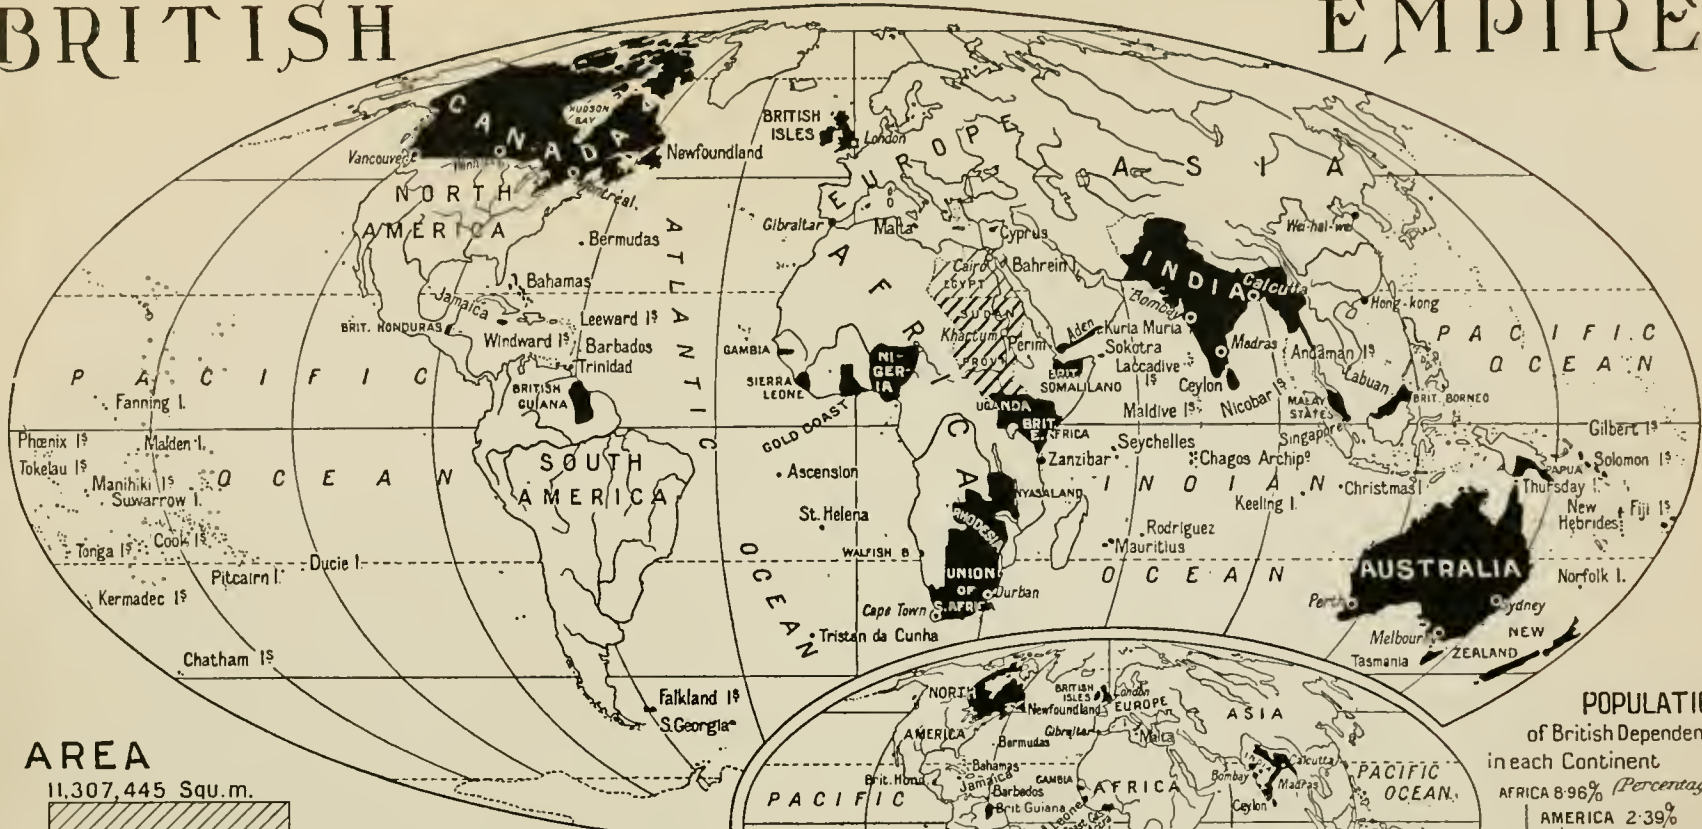 BRITISH
EMPIRE
CANADA
HUDSON
BAY
Vancouver
Montréal.
Newfoundland
BRITISH
ISLES
London
EUROPE
ASIA
NORTH
AMERICA
Gibraltar
Malta
Cyprus
Wei-hai-wei
Bermudas
ATLANTIC
OCEAN
AFRICA
Cairo
EGYPT
Bahrein I.
INDIA
Calcutta
Bahamas
Jamaica
SUDAN
Bombay
Hong-kong
BRIT. HONDURAS
Leeward Is
Windward Is
Barbados
Trinidad
GAMBIA
NI-
GER-
IA
Khartum
PROVS
Perim
Aden
Kuria Muria
Sokotra
Laccadive
Is
Madras
Andaman Is
PACIFIC
OCEAN
PACIFIC
OCEAN
Fanning I.
BRITISH
GUIANA
SIERRA
LEONE
GOLD COAST
BRIT.
SOMALILAND
UGANDA
BRIT.
E. AFRICA
Ceylon
Maldive Is
Nicobar Is
Labuan
MALAY
STATES
BRIT. BORNEO
Singapore
Phœnix Is
Malden I.
Tokelau Is
Manihiki Is
Suwarrow I.
SOUTH
AMERICA
Ascension
Zanzibar
Seychelles
Chagos Archipo
INDIAN
OCEAN
Gilbert Is
Solomon Is
PAPUA
Thursday I.
Christmas I
Keeling I.
NYASALAND
RHODESIA
St. Helena
Rodriguez
Mauritius
New
Hebrides
Fiji Is
Tonga Is
Cook Is
Pitcairn I.
Ducie I.
WALFISH B.
UNION
OF
S. AFRICA
Durban
Cape Town
AUSTRALIA
Norfolk I.
Kermadec Is
Perth
Sydney
Melbour
Tasmania
NEW
ZEALAND
Tristan da Cunha
Chatham Is
Falkland Is
S. Georgia
AREA
11,307,445 Squ.m.
NORTH
AMERICA
BRITISH
ISLES
London
Newfoundland
EUROPE
ASIA
Gibraltar
Malta
Bermudas
Bahamas
Jamaica
Barbados
Brit. Hond.
Brit Guiana
GAMBIA
AFRICA
INDIA
Calcutta
Bombay
Madras
Ceylon
PACIFIC
PACIFIC
OCEAN.
POPULATI
of British Dependen
in each Continent
AFRICA 8·96% (Percentag
AMERICA 2·39%